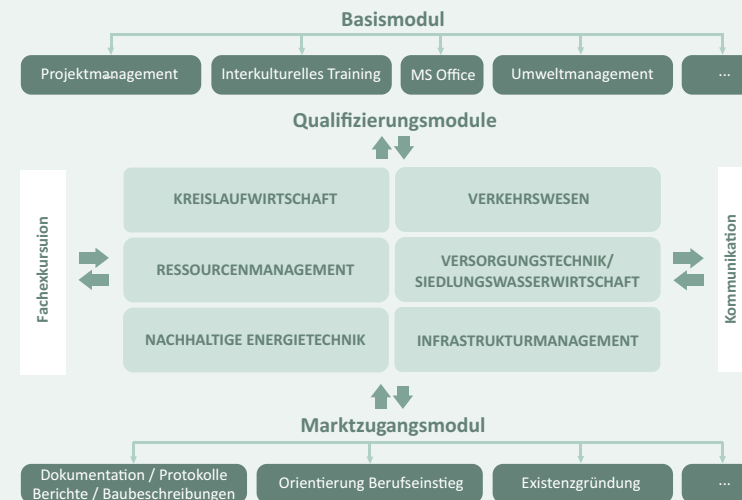 Basismodul
Projektmanagement
Interkulturelles Training
MS Office
Umweltmanagement
...
Qualifizierungsmodule
Fachexkursuion
KREISLAUFWIRTSCHAFT
VERKEHRSWESEN
RESSOURCENMANAGEMENT
VERSORGUNGSTECHNIK/
SIEDLUNGSWASSERWIRTSCHAFT
NACHHALTIGE ENERGIETECHNIK
INFRASTRUKTURMANAGEMENT
Kommunikation
Marktzugangsmodul
Dokumentation / Protokolle
Berichte / Baubeschreibungen
Orientierung Berufseinstieg
Existenzgründung
...